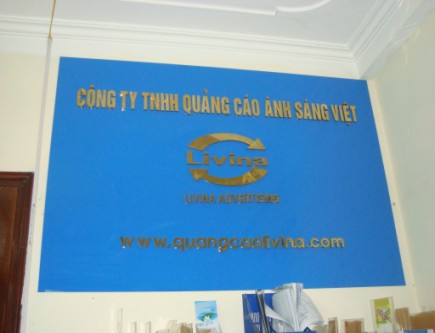 CÔNG TY TNHH QUẢNG CÁO ÁNH SÁNG VIỆT
Livina
LIVINA ADVERTISING
www.quangcaolivina.com